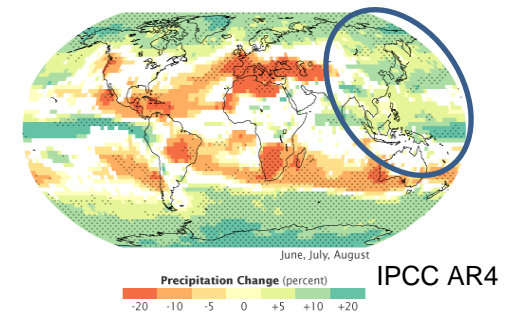 June, July, August
IPCC AR4
Precipitation Change (percent)
-20 -10 -5 0 +5 +10 +20